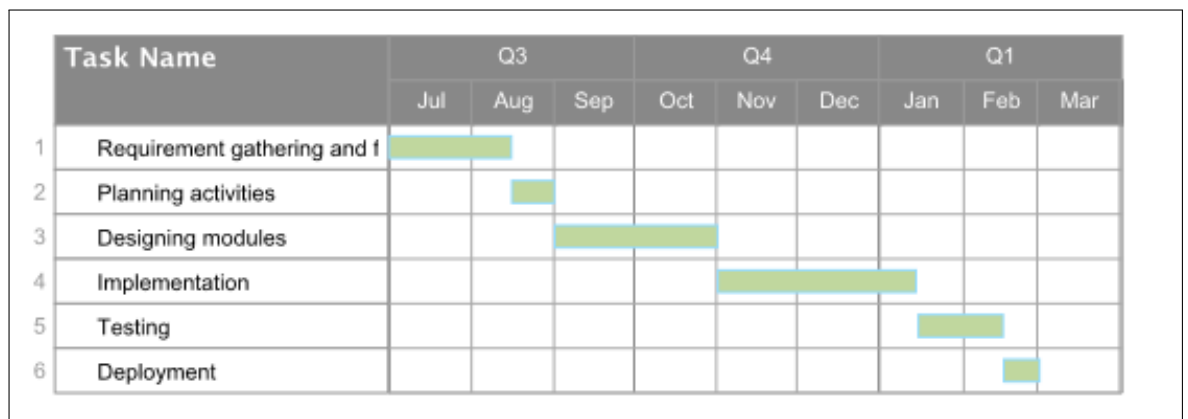 Task Name Q3 Q4 Q1
Jul Aug Sep Oct Nov Dec Jan Feb Mar
1 Requirement gathering and f
2 Planning activities
3 Designing modules
4 Implementation
5 Testing
6 Deployment